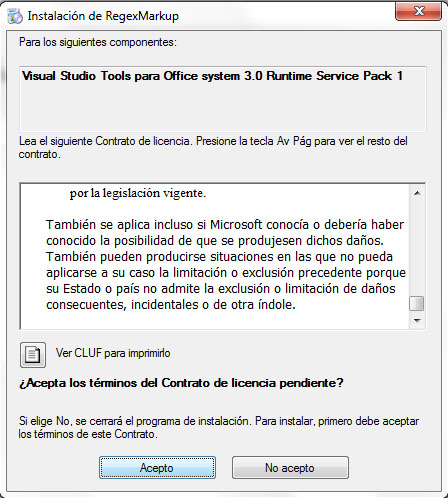 Instalación de RegexMarkup
Para los siguientes componentes:
Visual Studio Tools para Office system 3.0 Runtime Service Pack 1
Lea el siguiente Contrato de licencia. Presione la tecla Av Pág para ver el resto del
contrato.
por la legislación vigente.
También se aplica incluso si Microsoft conocía o debería haber
conocido la posibilidad de que se produjesen dichos daños.
También pueden producirse situaciones en las que no pueda
aplicarse a su caso la limitación o exclusión precedente porque
su Estado o país no admite la exclusión o limitación de daños
consecuentes, incidentales o de otra índole.
Ver CLUF para imprimirlo
¿Acepta los términos del Contrato de licencia pendiente?
Si elige No, se cerrará el programa de instalación. Para instalar, primero debe aceptar
los términos de este Contrato.
Acepto
No acepto